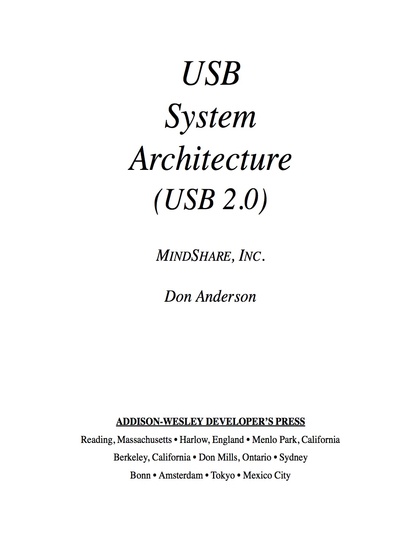 USB
System
Architecture
(USB 2.0)
MINDSHARE, INC.
Don Anderson
ADDISON-WESLEY DEVELOPER'S PRESS
Reading, Massachusetts • Harlow, England • Menlo Park, California
Berkeley, California • Don Mills, Ontario • Sydney
Bonn • Amsterdam • Tokyo • Mexico City